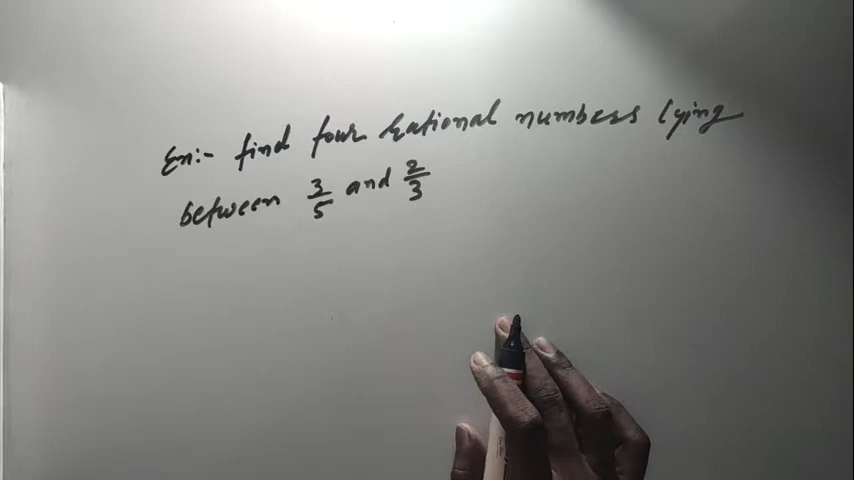 Ex:- find four rational numbers lying
between 3/5 and 2/3